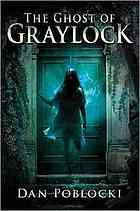 THE GHOST OF
GRAYLOCK
DAN POBLOCKI